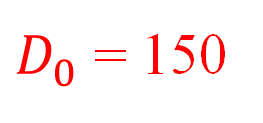 D₀ = 150